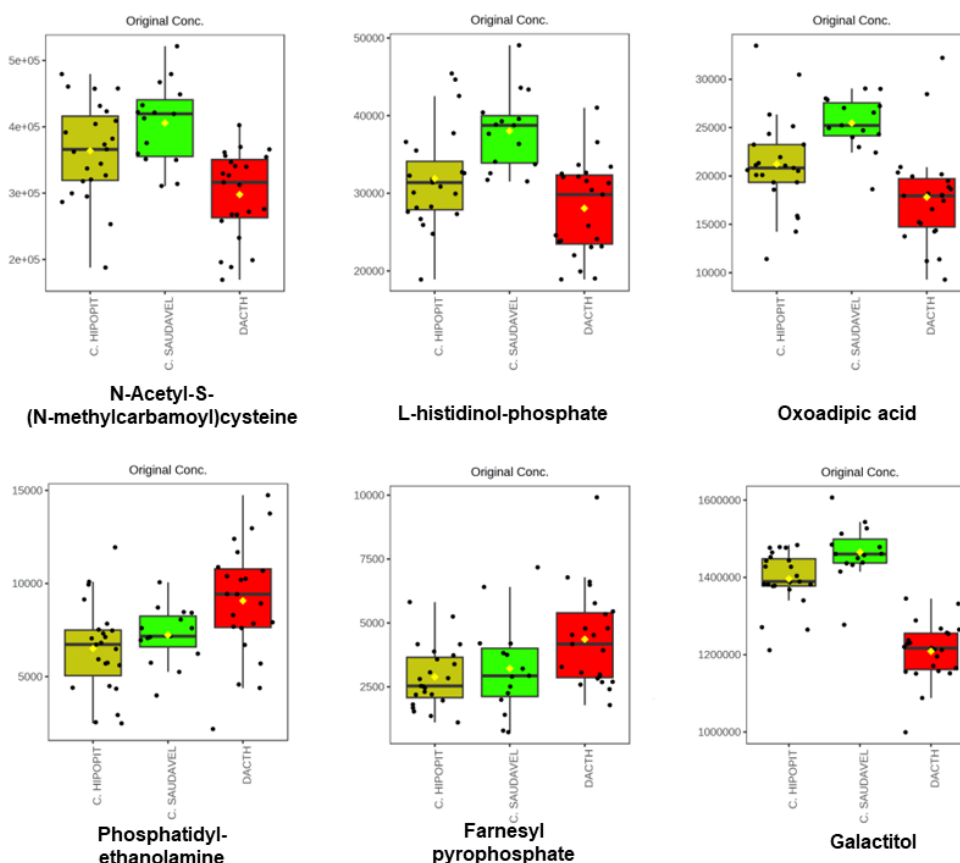 Original Conc.
Original Conc.
Original Conc.
5e+05
4e+05
3e+05
2e+05
50000
40000
30000
20000
30000
25000
20000
15000
10000
C. HIPOPIT
C. SAUDAVEL
DACTH
C. HIPOPIT
C. SAUDAVEL
DACTH
C. HIPOPIT
C. SAUDAVEL
DACTH
N-Acetyl-S-
(N-methylcarbamoyl)cysteine
L-histidinol-phosphate
Oxoadipic acid
Original Conc.
Original Conc.
Original Conc.
15000
10000
5000
10000
7500
5000
2500
1600000
1400000
1200000
1000000
C. HIPOPIT
C. SAUDAVEL
DACTH
C. HIPOPIT
C. SAUDAVEL
DACTH
C. HIPOPIT
C. SAUDAVEL
DACTH
Phosphatidyl-
ethanolamine
Farnesyl
pyrophosphate
Galactitol